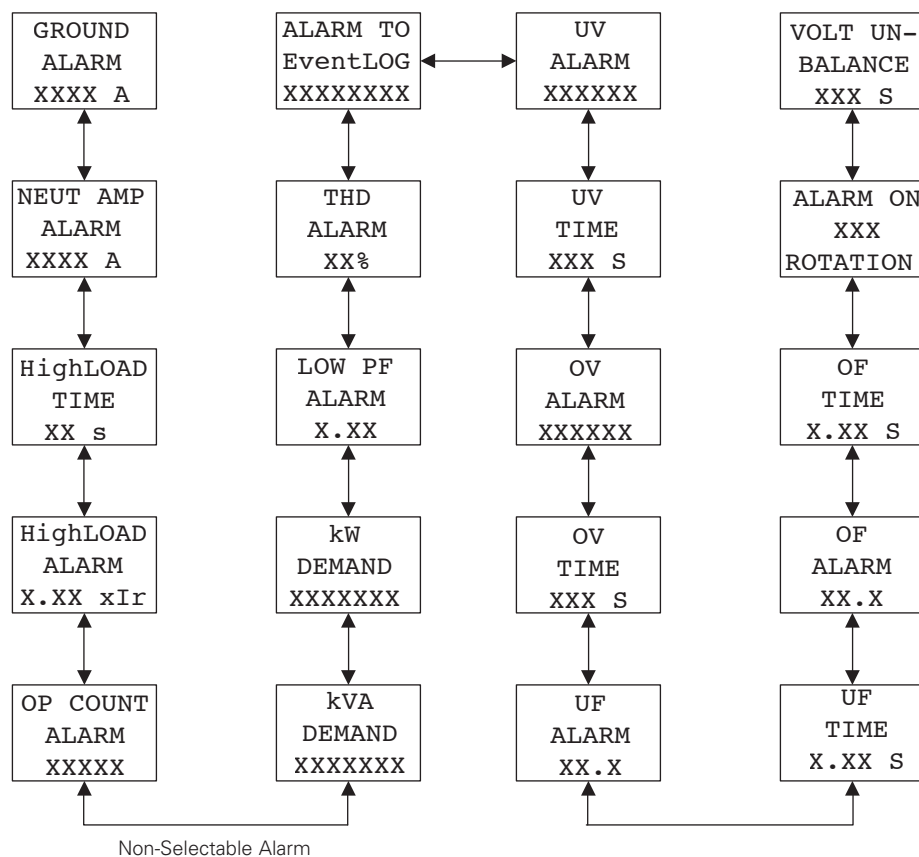 GROUND
ALARM
XXXX A
NEUT AMP
ALARM
XXXX A
HighLOAD
TIME
XX s
HighLOAD
ALARM
X.XX xIr
OP COUNT
ALARM
XXXXX
ALARM TO
EventLOG
XXXXXXXX
THD
ALARM
XX%
LOW PF
ALARM
X.XX
kW
DEMAND
XXXXXXX
kVA
DEMAND
XXXXXXX
UV
ALARM
XXXXXX
UV
TIME
XXX S
OV
ALARM
XXXXXX
OV
TIME
XXX S
UF
ALARM
XX.X
VOLT UN-
BALANCE
XXX S
ALARM ON
XXX
ROTATION
OF
TIME
X.XX S
OF
ALARM
XX.X
UF
TIME
X.XX S
Non-Selectable Alarm